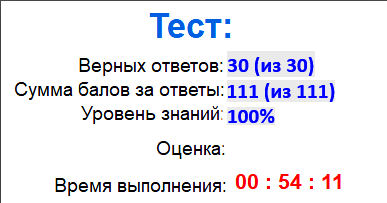 Тест:
Верных ответов: 30 (из 30)
Сумма балов за ответы: 111 (из 111)
Уровень знаний: 100%
Оценка:
Время выполнения: 00 : 54 : 11